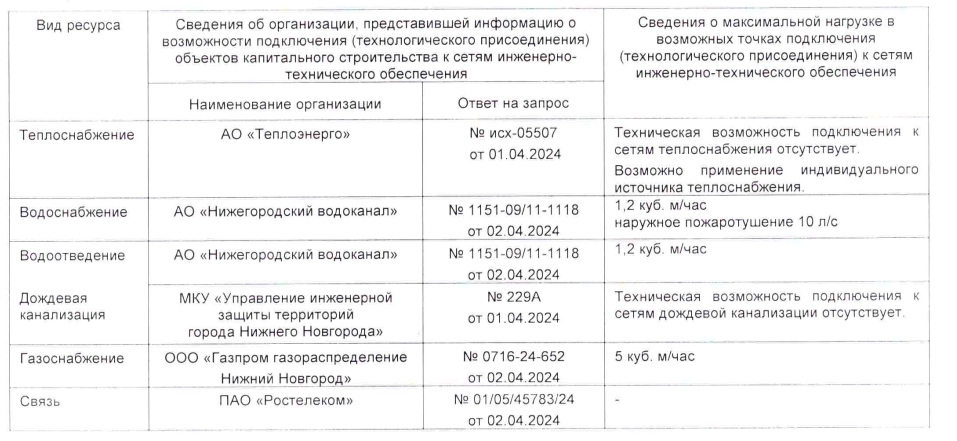 Вид ресурса
Сведения об организации, представившей информацию о
возможности подключения (технологического присоединения)
объектов капитального строительства к сетям инженерно-
технического обеспечения
Сведения о максимальной нагрузке в
возможных точках подключения
(технологического присоединения) к сетям
инженерно-технического обеспечения
Наименование организации
Ответ на запрос
Теплоснабжение
АО «Теплоэнерго»
№ исх-05507
от 01.04.2024
Техническая возможность подключения к
сетям теплоснабжения отсутствует.
Возможно применение индивидуального
источника теплоснабжения.
Водоснабжение
АО «Нижегородский водоканал»
№ 1151-09/11-1118
от 02.04.2024
1,2 куб. м/час
наружное пожаротушение 10 л/с
Водоотведение
АО «Нижегородский водоканал»
№ 1151-09/11-1118
от 02.04.2024
1,2 куб. м/час
Дождевая
канализация
МКУ «Управление инженерной
защиты территорий
города Нижнего Новгорода»
№ 229А
от 01.04.2024
Техническая возможность подключения к
сетям дождевой канализации отсутствует.
Газоснабжение
ООО «Газпром газораспределение
Нижний Новгород»
№ 0716-24-652
от 02.04.2024
5 куб. м/час
Связь
ПАО «Ростелеком»
№ 01/05/45783/24
от 02.04.2024
-